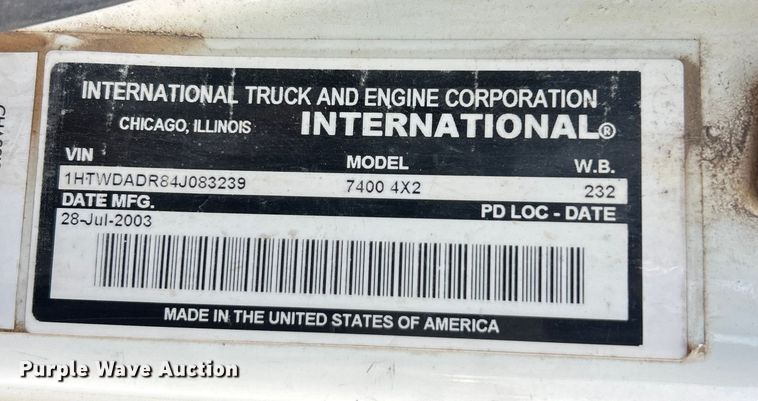 INTERNATIONAL TRUCK AND ENGINE CORPORATION
CHICAGO, ILLINOIS INTERNATIONAL®
VIN MODEL W.B.
1HTWDADR84J083239 7400 4X2 232
DATE MFG. PD LOC - DATE
28-Jul-2003
MADE IN THE UNITED STATES OF AMERICA
Purple Wave Auction